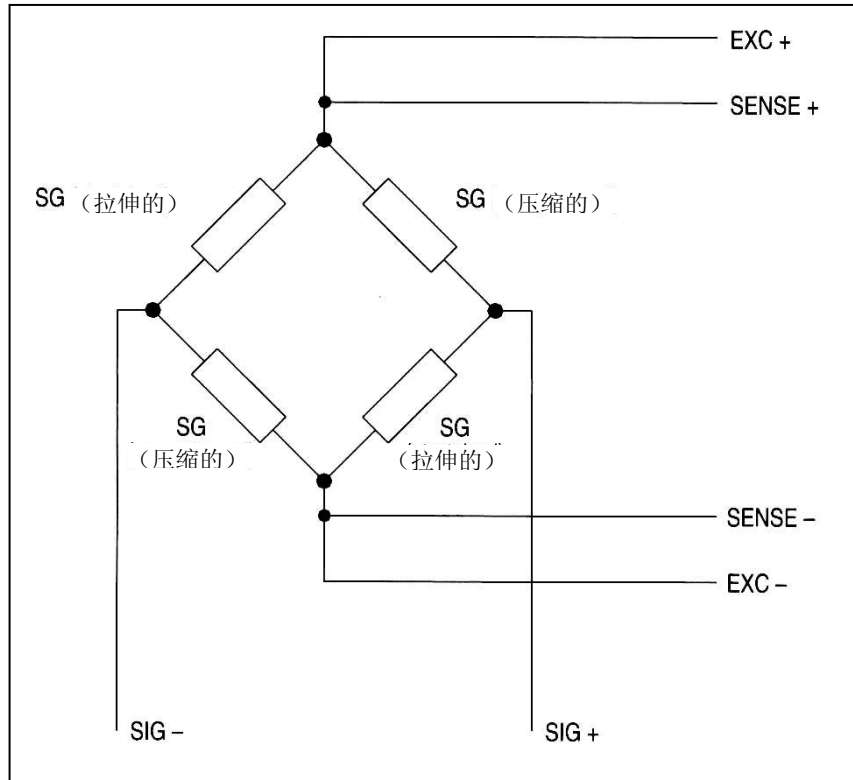 EXC +
SENSE +
SG （拉伸的）
SG （压缩的）
SG
（压缩的）
SG
（拉伸的）
SENSE –
EXC –
SIG –
SIG +